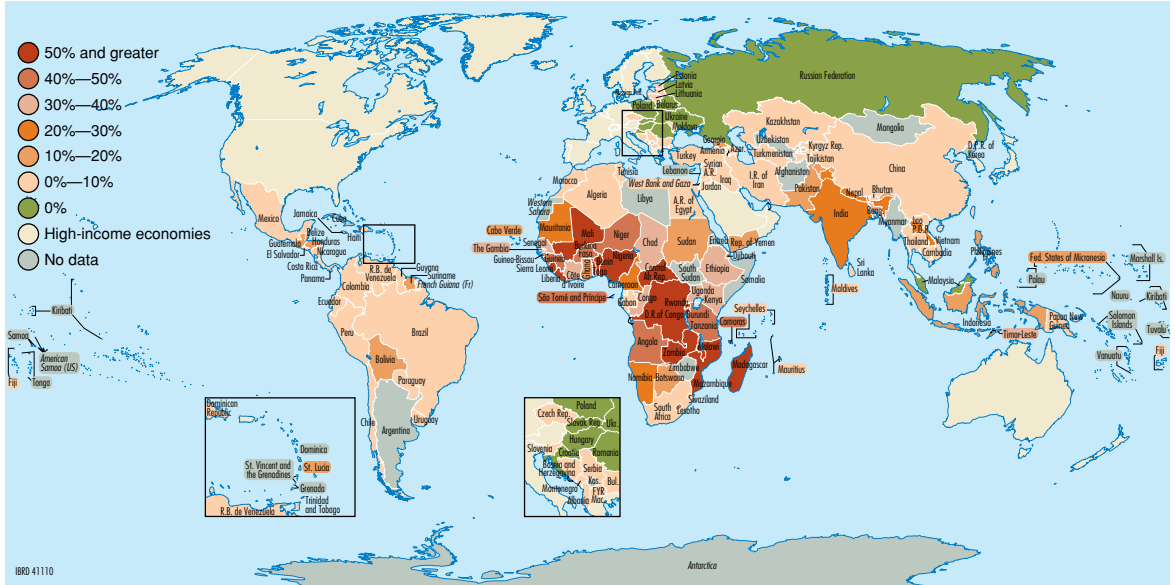 50% and greater
40%—50%
30%—40%
20%—30%
10%—20%
0%—10%
0%
High-income economies
No data
Russian Federation
Estonia
Latvia
Lithuania
Poland
Belarus
Ukraine
Moldova
Kazakhstan
Mongolia
Georgia
Armenia
Azer.
Uzbekistan
Turkmenistan
Kyrgyz Rep.
Tajikistan
D.P.R. of
Korea
China
Turkey
Syrian
A.R.
Lebanon
West Bank and Gaza
Iraq
Jordan
I.R. of
Iran
Afghanistan
Pakistan
Nepal
Bhutan
India
Myanmar
Lao
P.D.R.
Thailand
Vietnam
Cambodia
Philippines
Sri
Lanka
Maldives
Malaysia
Indonesia
Timor-Leste
Papua New
Guinea
Palau
Fed. States of Micronesia
Marshall Is.
Nauru
Kiribati
Solomon
Islands
Tuvalu
Vanuatu
Fiji
Tunisia
Morocco
Algeria
Libya
A.R. of
Egypt
Western
Sahara
Cabo Verde
Mauritania
Mali
Niger
Chad
Sudan
Eritrea
Rep. of Yemen
Djibouti
Senegal
The Gambia
Guinea-Bissau
Guinea
Sierra Leone
Liberia
Côte
d'Ivoire
Burkina
Faso
Ghana
Togo
Benin
Nigeria
Cameroon
Central
Afr. Rep.
South
Sudan
Ethiopia
Somalia
São Tomé and Príncipe
Gabon
Congo
D.R.of Congo
Uganda
Kenya
Rwanda
Burundi
Tanzania
Seychelles
Comoros
Angola
Zambia
Malawi
Zimbabwe
Mozambique
Madagascar
Mauritius
Namibia
Botswana
Swaziland
Lesotho
South
Africa
Mexico
Jamaica
Cuba
Belize
Haiti
Guatemala
Honduras
El Salvador
Nicaragua
Costa Rica
Panama
R.B. de
Venezuela
Guyana
Suriname
French Guiana (Fr)
Colombia
Ecuador
Peru
Brazil
Bolivia
Paraguay
Chile
Argentina
Uruguay
Kiribati
Samoa
American
Samoa (US)
Fiji
Tonga
Dominican
Republic
Dominica
St. Vincent and
the Grenadines
St. Lucia
Grenada
Trinidad
and Tobago
R.B. de Venezuela
Poland
Czech Rep.
Slovak Rep.
Ukr.
Hungary
Slovenia
Croatia
Romania
Bosnia and
Herzegovina
Serbia
Kos.
Bul.
Montenegro
FYR
Mac.
Albania
Antarctica
IBRD 41110